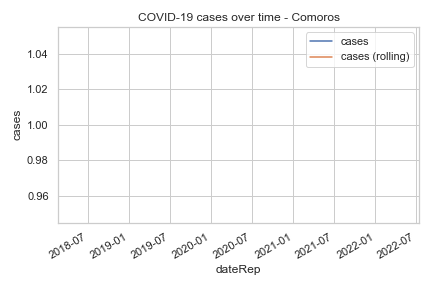 COVID-19 cases over time - Comoros
cases
cases (rolling)
cases
1.04
1.02
1.00
0.98
0.96
2018-07
2019-01
2019-07
2020-01
2020-07
2021-01
2021-07
2022-01
2022-07
dateRep